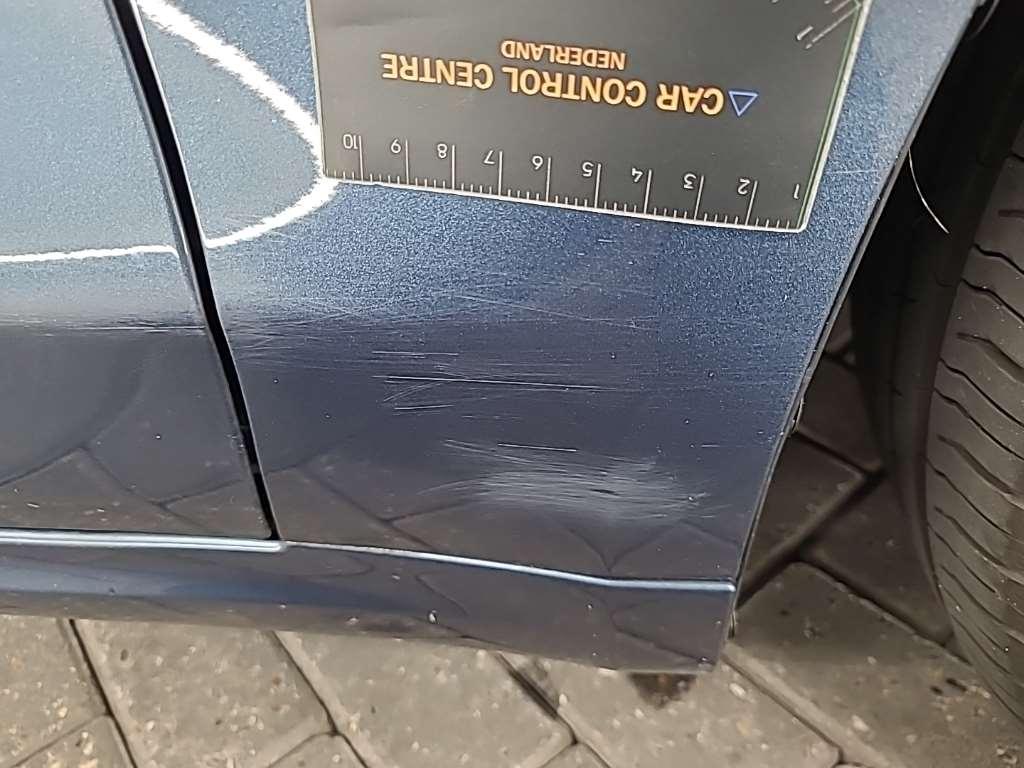 1 2 3 4 5 6 7 8 9 10
CAR CONTROL CENTRE
NEDERLAND